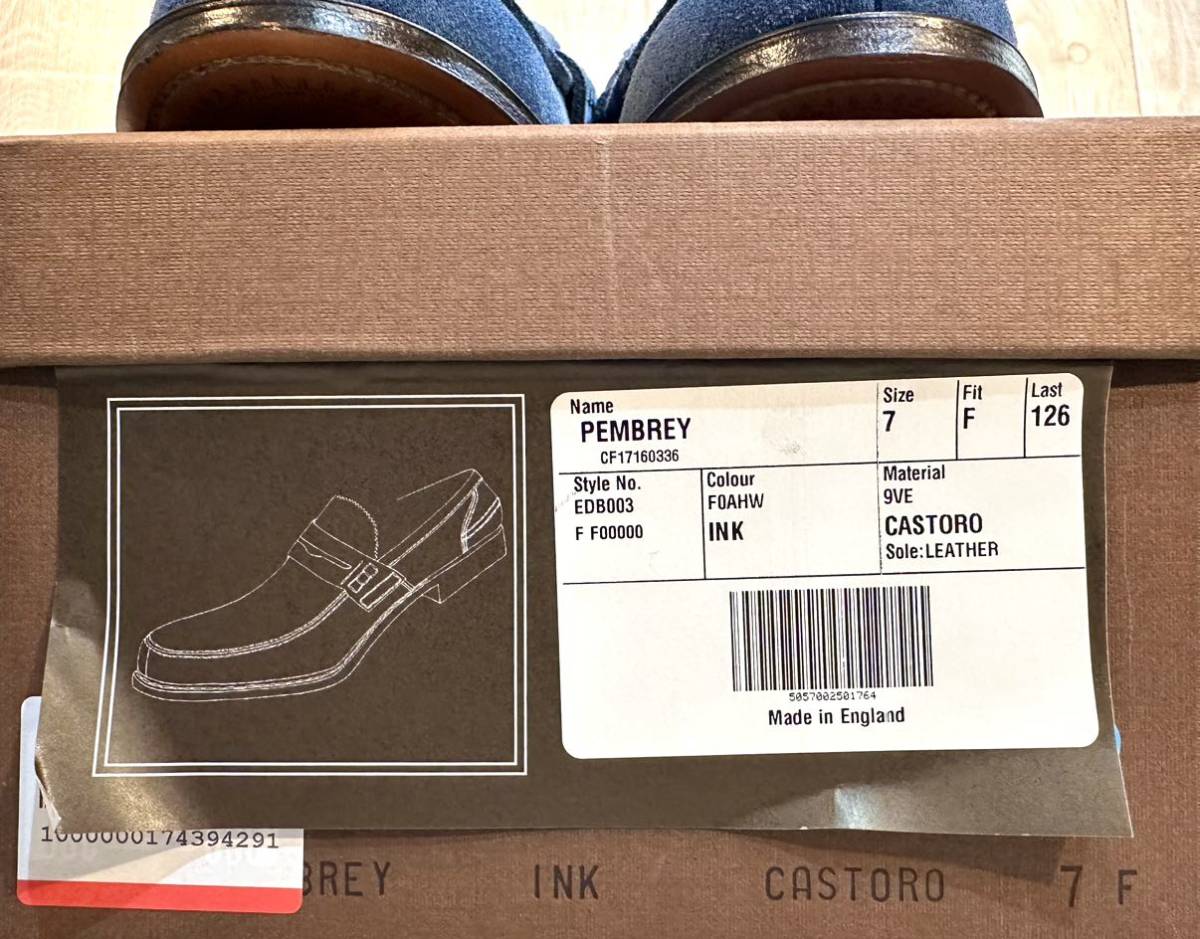 Name
PEMBREY
CF17160336
Size
7
Fit
F
Last
126
Style No.
EDB003
F F00000
Colour
F0AHW
INK
Material
9VE
CASTORO
Sole:LEATHER
5057002501764
Made in England
1000000174394291
BREY INK CASTORO 7 F